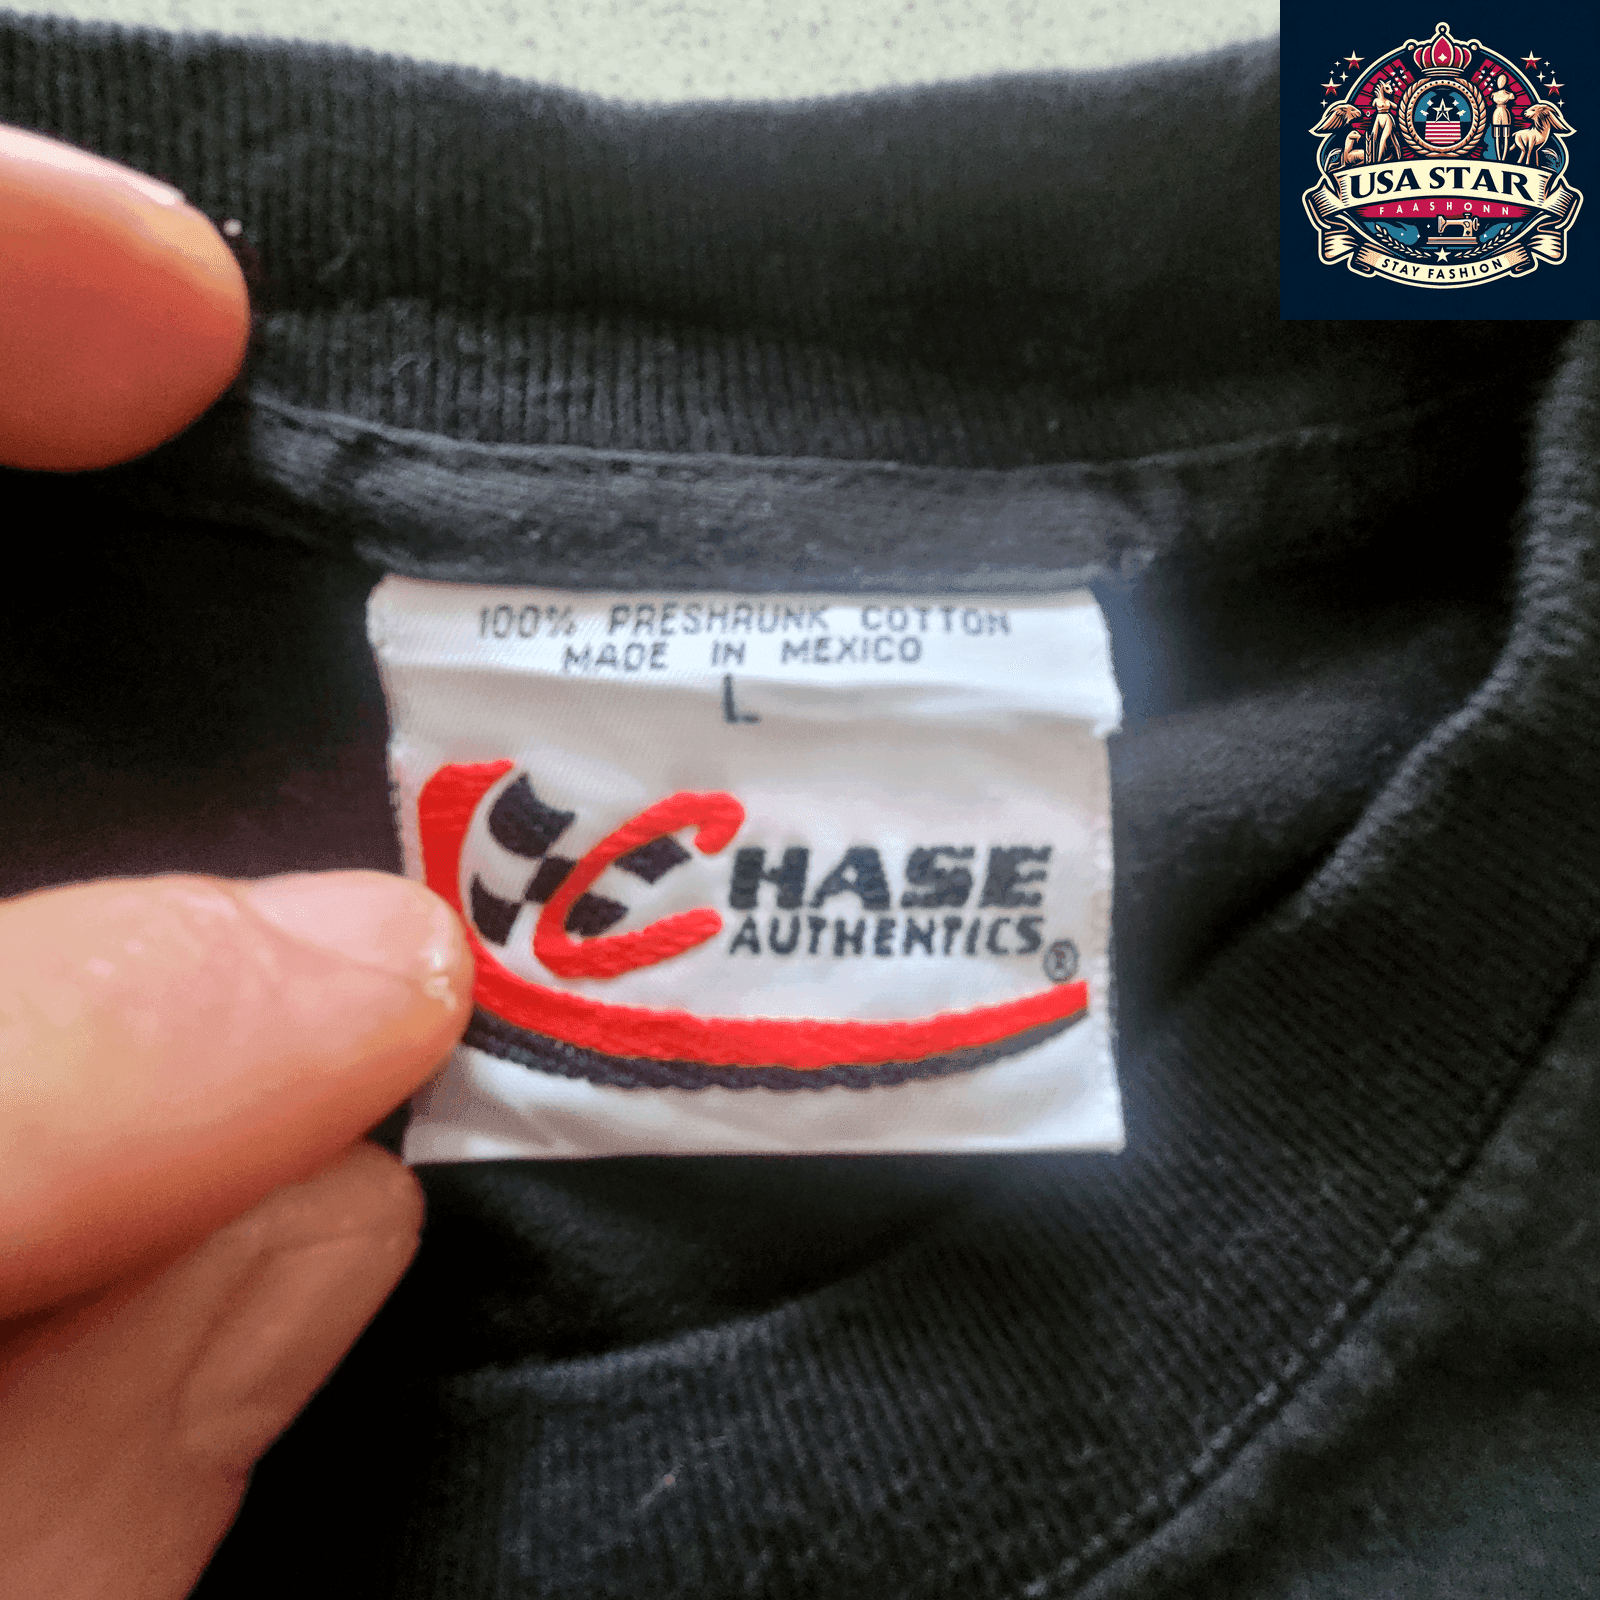 USA STAR
FAASHONN
STAY FASHION
100% PRESHRUNK COTTON
MADE IN MEXICO
L
CHASE
AUTHENTICS®